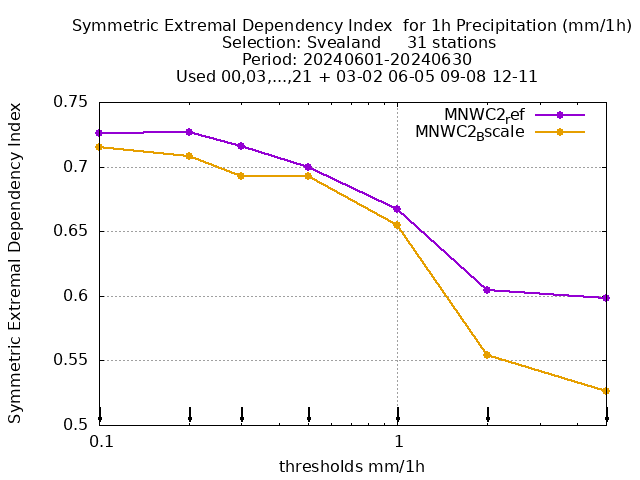 Symmetric Extremal Dependency Index  for 1h Precipitation (mm/1h)
Selection: Svealand     31 stations
Period: 20240601-20240630
Used 00,03,...,21 + 03-02 06-05 09-08 12-11
MNWC2ref
MNWC2Bscale
Symmetric Extremal Dependency Index
0.75
0.7
0.65
0.6
0.55
0.5
0.1
1
thresholds mm/1h